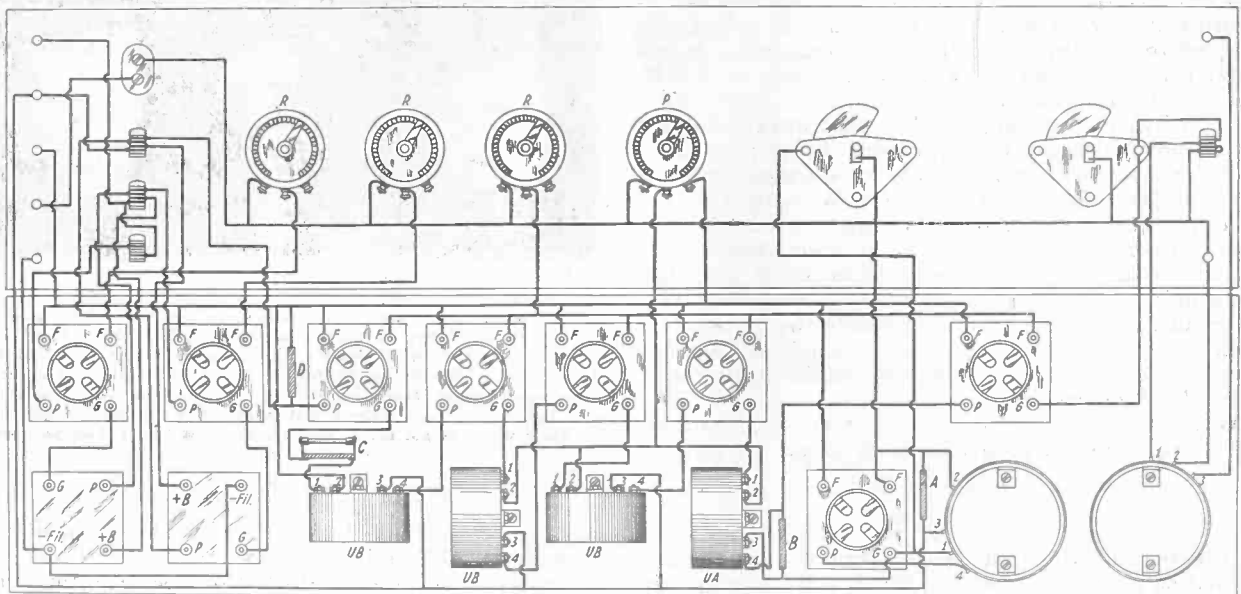 R R R P
F F F F F F F F F F F F F F
D
P G P G P G P G P G P G P G
C
1 2 3 4
UB
1
2
3
4
UB
1 2 3 4
UB
1
2
3
4
UA
B
F F
P G
A
2
3
1
4
1 2
G P
-Fil. +B
+B -Fil.
P G